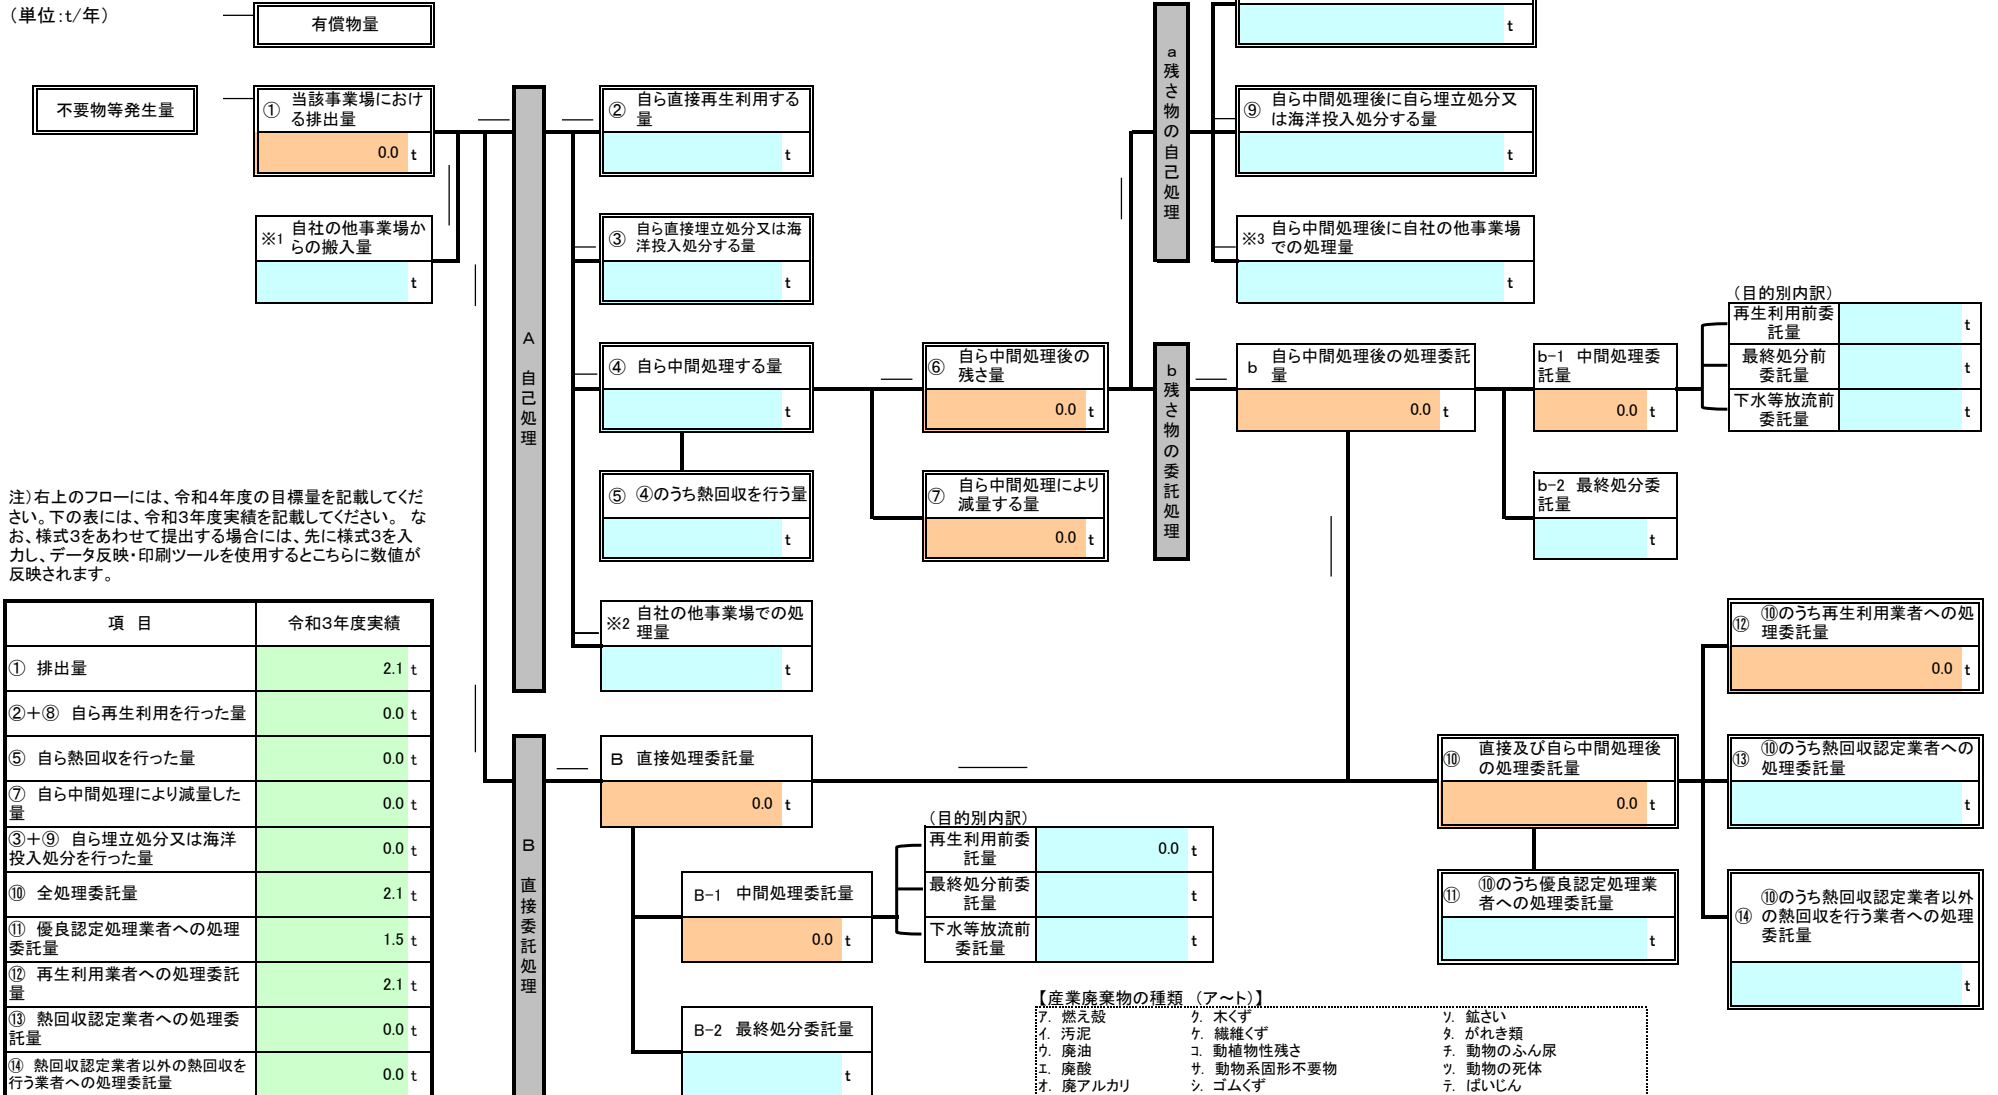 (単位:t/年)
有償物量
不要物等発生量
① 当該事業場におけ
る排出量
0.0 t
※1 自社の他事業場か
らの搬入量
t
A 自己処理
② 自ら直接再生利用する
量
t
③ 自ら直接埋立処分又は海
洋投入処分する量
t
④ 自ら中間処理する量
t
⑤ ④のうち熱回収を行う量
t
※2 自社の他事業場での処
理量
t
⑥ 自ら中間処理後の
残さ量
0.0 t
⑦ 自ら中間処理により
減量する量
0.0 t
a 残さ物の自己処理
t
⑨ 自ら中間処理後に自ら埋立処分又
は海洋投入処分する量
t
※3 自ら中間処理後に自社の他事業場
での処理量
t
b 残さ物の委託処理
b 自ら中間処理後の処理委託
量
0.0 t
b-1 中間処理委
託量
0.0 t
(目的別内訳)
再生利用前委
託量
t
最終処分前
委託量
t
下水等放流前
委託量
t
b-2 最終処分委
託量
t
注)右上のフローには、令和4年度の目標量を記載してくだ
さい。下の表には、令和3年度実績を記載してください。 な
お、様式3をあわせて提出する場合には、先に様式3を入
力し、データ反映・印刷ツールを使用するとこちらに数値が
反映されます。
項 目 令和3年度実績
① 排出量 2.1 t
②+⑧ 自ら再生利用を行った量 0.0 t
⑤ 自ら熱回収を行った量 0.0 t
⑦ 自ら中間処理により減量した
量 0.0 t
③+⑨ 自ら埋立処分又は海洋
投入処分を行った量 0.0 t
⑩ 全処理委託量 2.1 t
⑪ 優良認定処理業者への処理
委託量 1.5 t
⑫ 再生利用業者への処理委託
量 2.1 t
⑬ 熱回収認定業者への処理委
託量 0.0 t
⑭ 熱回収認定業者以外の熱回収を
行う業者への処理委託量 0.0 t
B 直接委託処理
B 直接処理委託量
0.0 t
B-1 中間処理委託量
0.0 t
(目的別内訳)
再生利用前委
託量
0.0 t
最終処分前委
託量
t
下水等放流前
委託量
t
B-2 最終処分委託量
t
⑩ 直接及び自ら中間処理後
の処理委託量
0.0 t
⑪ ⑩のうち優良認定処理業
者への処理委託量
t
⑫ ⑩のうち再生利用業者への処
理委託量
0.0 t
⑬ ⑩のうち熱回収認定業者への
処理委託量
t
⑭ ⑩のうち熱回収認定業者以外
の熱回収を行う業者への処理
委託量
t
【産業廃棄物の種類 (ア~ト)】
ア. 燃え殻 ク. 木くず ソ. 鉱さい
イ. 汚泥 ケ. 繊維くず タ. がれき類
ウ. 廃油 コ. 動植物性残さ チ. 動物のふん尿
エ. 廃酸 サ. 動物系固形不要物 ツ. 動物の死体
オ. 廃アルカリ シ. ゴムくず テ. ばいじん